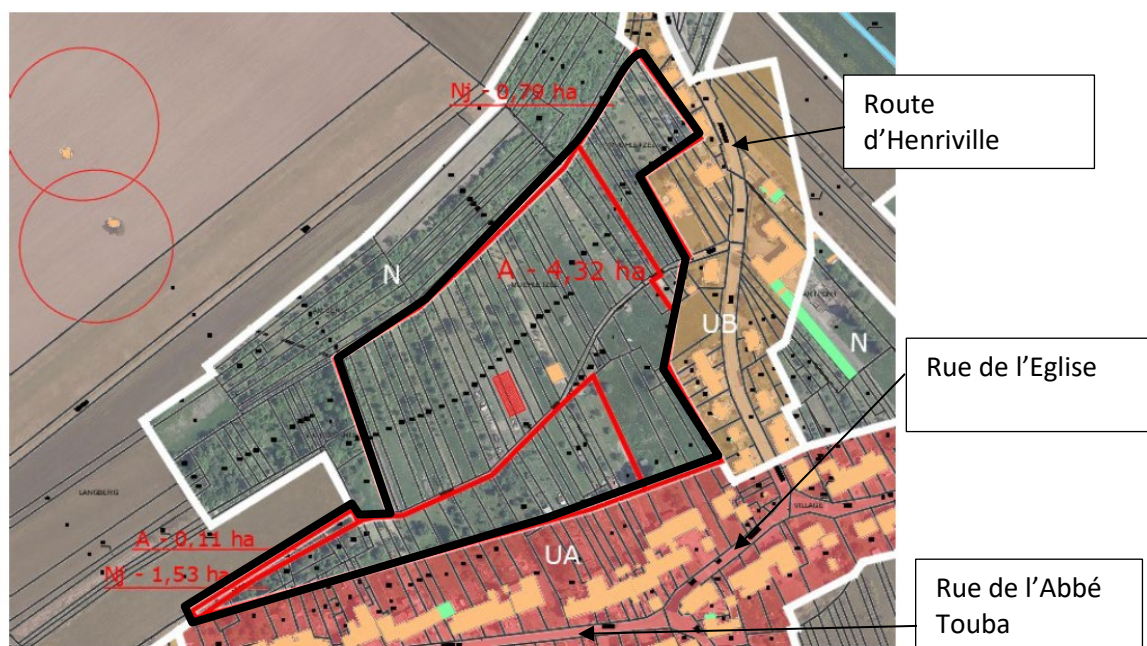 Nj - 0,79 ha
Route
d’Henriville
N
A - 4,32 ha
UB
N
Rue de l’Eglise
LANGBERG
VILLAGE
A - 0,11 ha
UA
Nj - 1,53 ha
Rue de l’Abbé
Touba